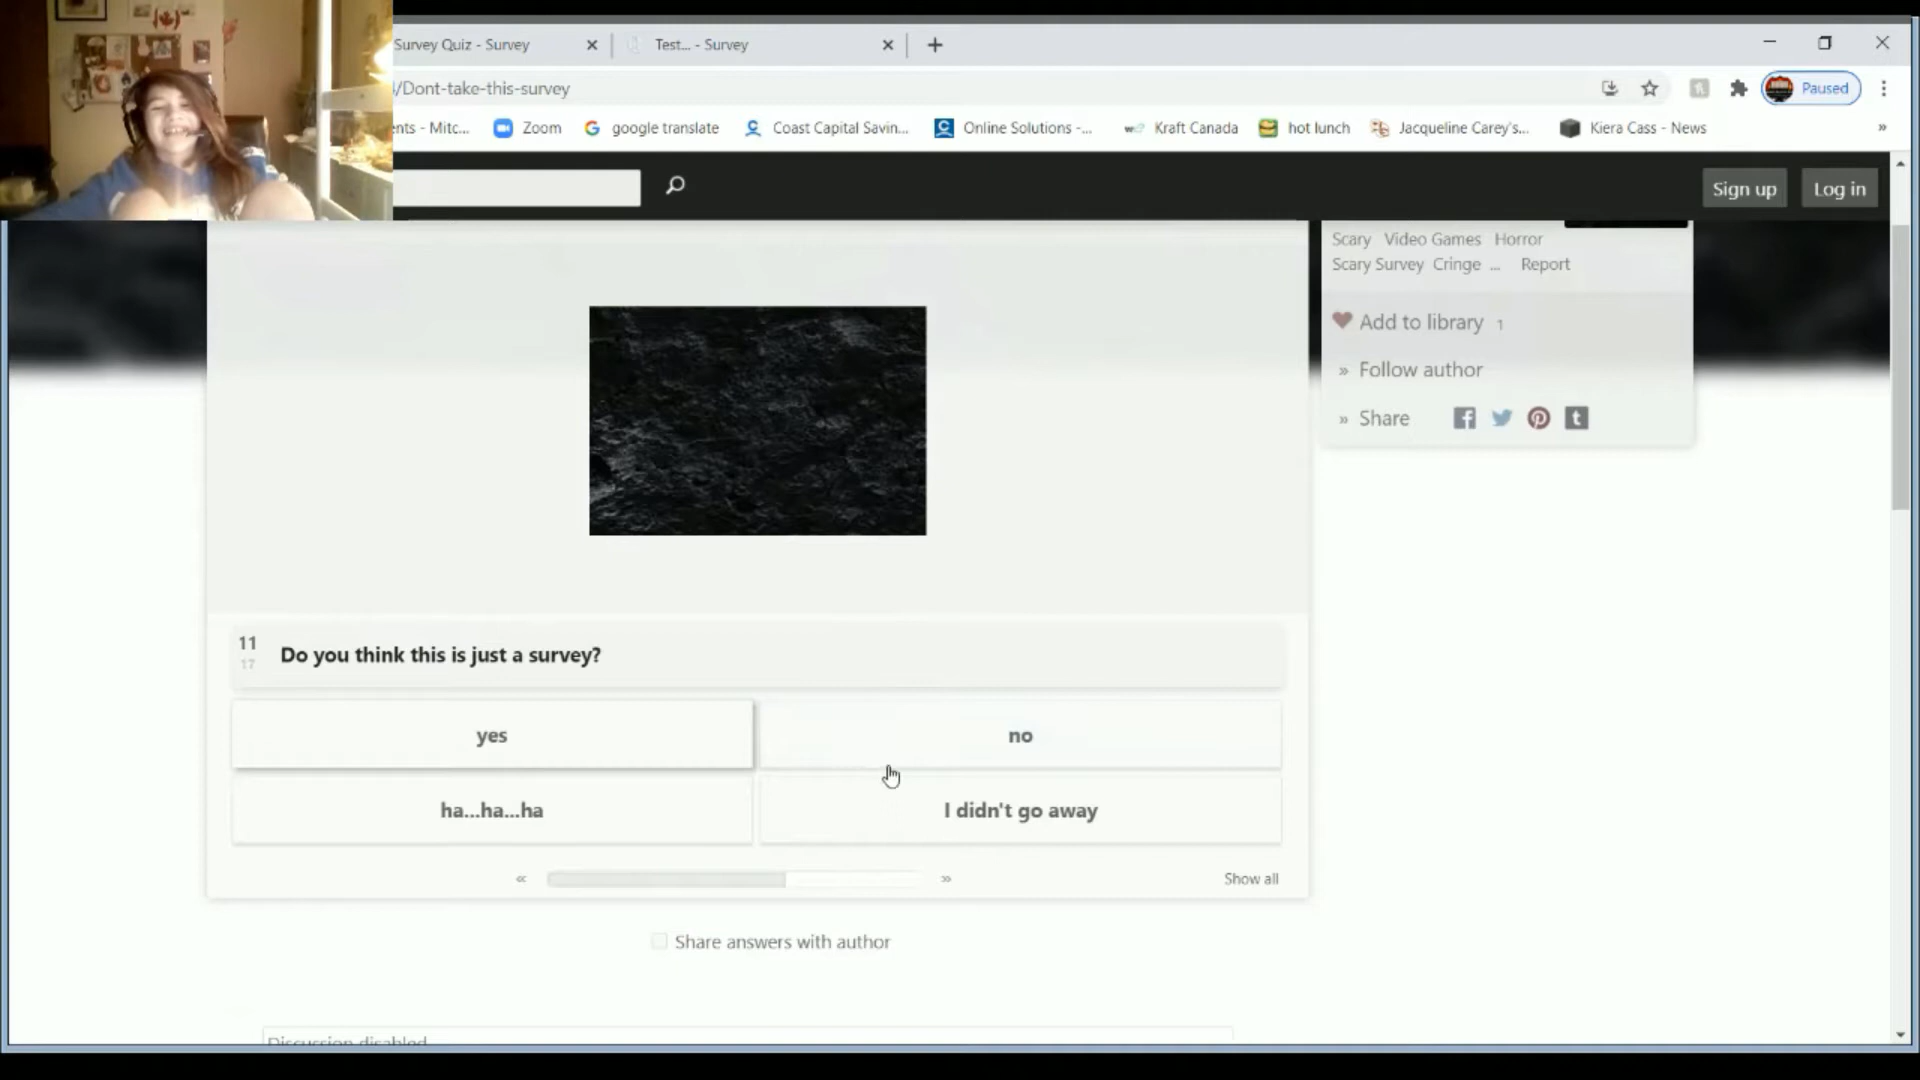 Survey Quiz - Survey
Test... - Survey
/Dont-take-this-survey
Paused
ents - Mitc...
Zoom
google translate
Coast Capital Savin...
Online Solutions -...
Kraft Canada
hot lunch
Jacqueline Carey's...
Kiera Cass - News
»
Sign up
Log in
Scary Video Games Horror
Scary Survey Cringe ... Report
Add to library 1
» Follow author
» Share
11
17
Do you think this is just a survey?
yes
no
ha...ha...ha
I didn't go away
«
»
Show all
Share answers with author
Discussion disabled